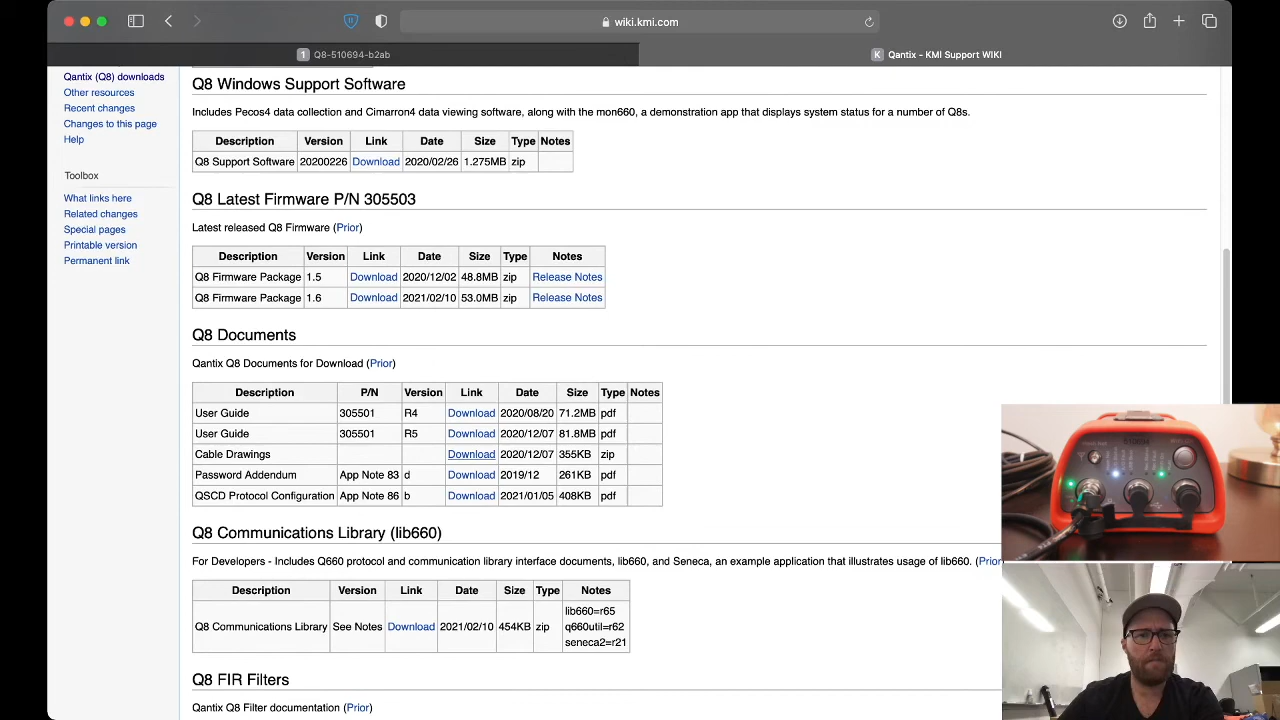 wiki.kmi.com
1 Q8-510694-b2ab
K Qantix - KMI Support WIKI
Qantix (Q8) downloads
Other resources
Recent changes
Changes to this page
Help
Toolbox
What links here
Related changes
Special pages
Printable version
Permanent link
Q8 Windows Support Software
Includes Pecos4 data collection and Cimarron4 data viewing software, along with the mon660, a demonstration app that displays system status for a number of Q8s.
Description Version Link Date Size Type Notes
Q8 Support Software 20200226 Download 2020/02/26 1.275MB zip
Q8 Latest Firmware P/N 305503
Latest released Q8 Firmware (Prior)
Description Version Link Date Size Type Notes
Q8 Firmware Package 1.5 Download 2020/12/02 48.8MB zip Release Notes
Q8 Firmware Package 1.6 Download 2021/02/10 53.0MB zip Release Notes
Q8 Documents
Qantix Q8 Documents for Download (Prior)
Description P/N Version Link Date Size Type Notes
User Guide 305501 R4 Download 2020/08/20 71.2MB pdf
User Guide 305501 R5 Download 2020/12/07 81.8MB pdf
Cable Drawings Download 2020/12/07 355KB zip
Password Addendum App Note 83 d Download 2019/12 261KB pdf
QSCD Protocol Configuration App Note 86 b Download 2021/01/05 408KB pdf
Q8 Communications Library (lib660)
For Developers - Includes Q660 protocol and communication library interface documents, lib660, and Seneca, an example application that illustrates usage of lib660. (Prior
Description Version Link Date Size Type Notes
Q8 Communications Library See Notes Download 2021/02/10 454KB zip lib660=r65
q660util=r62
seneca2=r21
Q8 FIR Filters
Qantix Q8 Filter documentation (Prior)